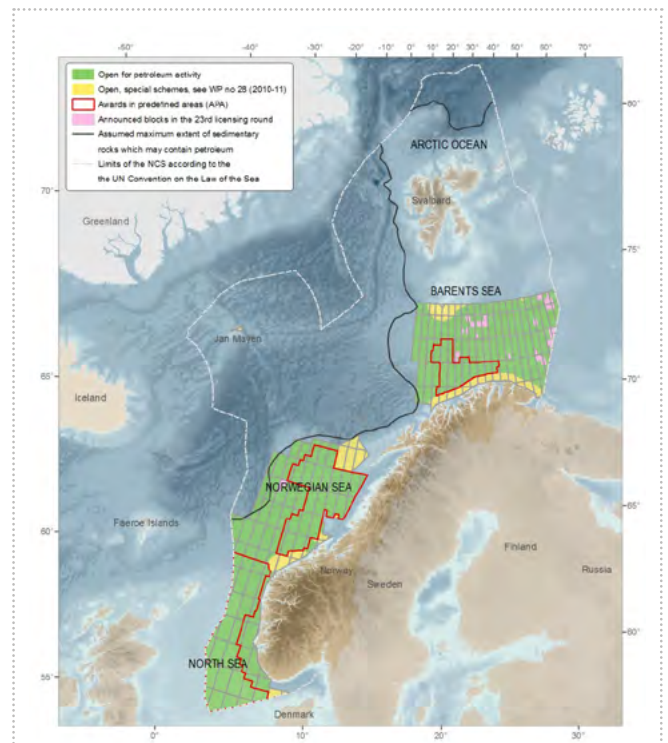 -60°
-50°
-40°
-30°
-20°
0°
10°
20°
30°
40°
50°
60°
70°
Open for petroleum activity
Open, special schemes, see WP no 28 (2010-11)
Awards in predefined areas (APA)
Announced blocks in the 23rd licensing round
Assumed maximum extent of sedimentary
rocks which may contain petroleum
Limits of the NCS according to the
the UN Convention on the Law of the Sea
80°
ARCTIC OCEAN
70°
Svalbard
Greenland
75°
BARENTS SEA
Jan Mayen
65°
70°
Iceland
NORWEGIAN SEA
65°
60°
Faeroe Islands
Finland
Norway
Russia
Sweden
60°
NORTH SEA
55°
Denmark
0°
10°
20°
30°